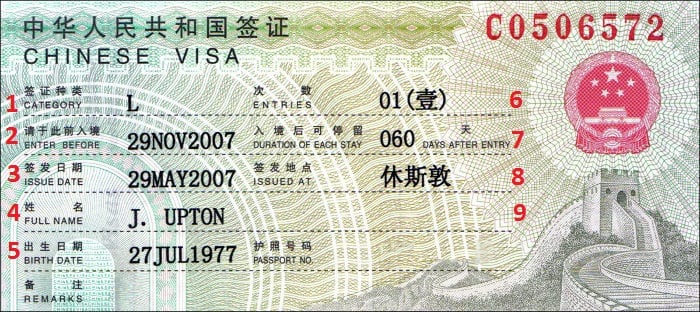 中华人民共和国签证 C0506572
CHINESE VISA
签证种类 次数
1 CATEGORY L ENTRIES 01(壹) 6
请于此前入境 入境后可停留 天
2 ENTER BEFORE 29NOV2007 DURATION OF EACH STAY 060 DAYS AFTER ENTRY 7
签发日期 签发地点
3 ISSUE DATE 29MAY2007 ISSUED AT 休斯敦 8
姓名
4 FULL NAME J. UPTON 9
出生日期 护照号码
5 BIRTH DATE 27JUL1977 PASSPORT NO.
备注
REMARKS